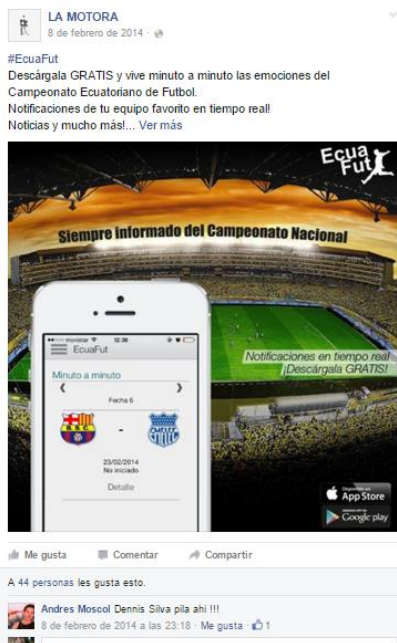 LA MOTORA
8 de febrero de 2014 ·
#EcuaFut
Descárgala GRATIS y vive minuto a minuto las emociones del
Campeonato Ecuatoriano de Futbol.
Notificaciones de tu equipo favorito en tiempo real!
Noticias y mucho más!... Ver más
Ecua
Fut
Siempre informado del Campeonato Nacional
movistar 12:36
EcuaFut
Minuto a minuto
Fecha 6
B.S.C.
-
EMELEC
23/02/2014
No iniciado
Detalle
Notificaciones en tiempo real
¡Descárgala GRATIS!
App Store
Google play
Me gusta Comentar Compartir
A 44 personas les gusta esto.
Andres Moscol Dennis Silva pila ahi !!!
8 de febrero de 2014 a las 23:18 · Me gusta · 1